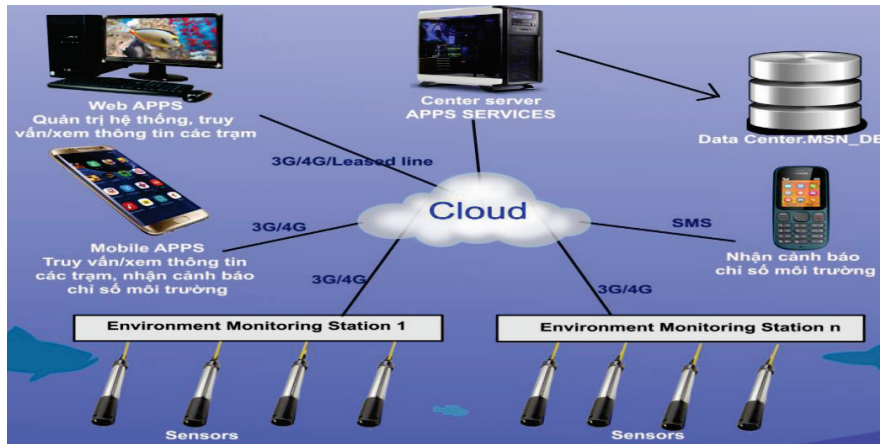 Web APPS
Quản trị hệ thống, truy
vấn/xem thông tin các trạm
Center server
APPS SERVICES
Data Center.MSN_DB
3G/4G/Leased line
Cloud
3G/4G
SMS
Mobile APPS
Truy vấn/xem thông tin
các trạm, nhận cảnh báo
chỉ số môi trường
Nhận cảnh báo
chỉ số môi trường
3G/4G
3G/4G
Environment Monitoring Station 1
Environment Monitoring Station n
Sensors
Sensors